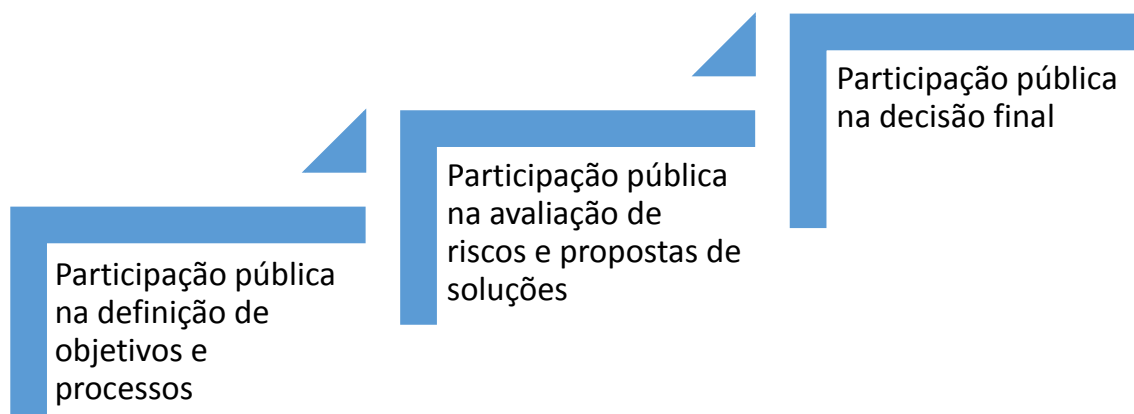 Participação pública
na definição de
objetivos e
processos
Participação pública
na avaliação de
riscos e propostas de
soluções
Participação pública
na decisão final